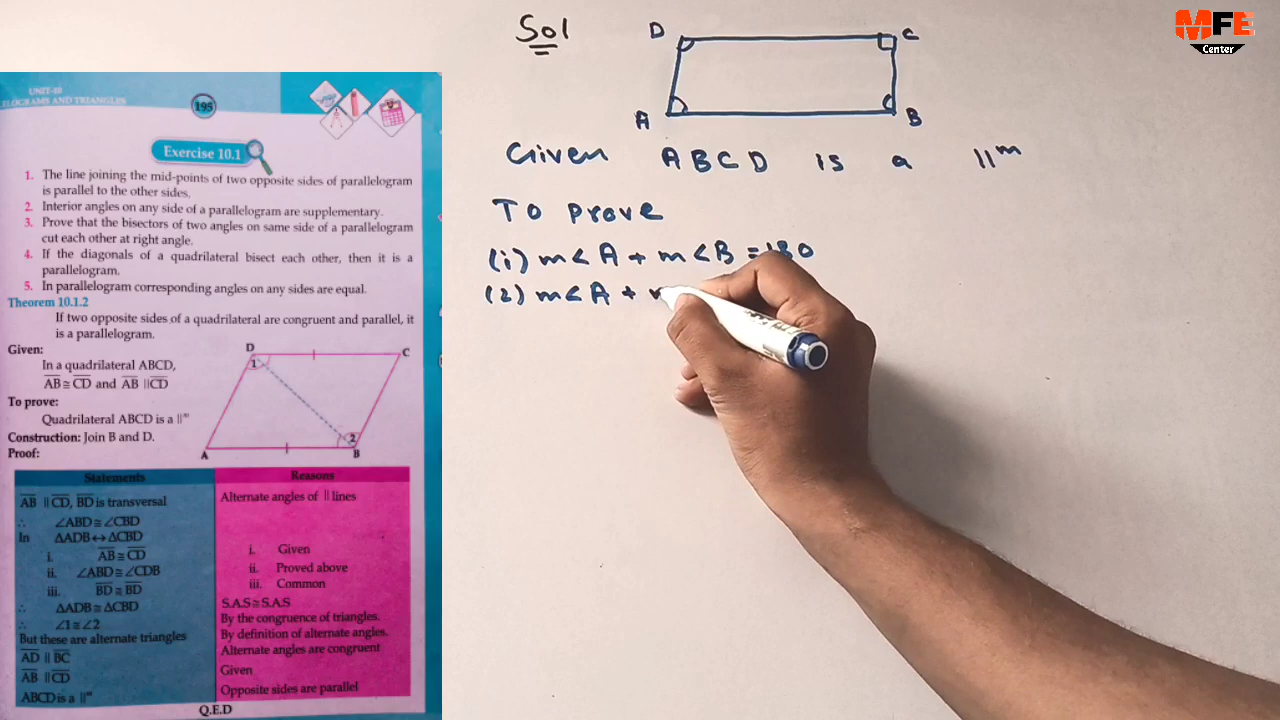 UNIT-10
ELOGRAMS AND TRIANGLES
195
Exercise 10.1
1. The line joining the mid-points of two opposite sides of parallelogram
is parallel to the other sides.
2. Interior angles on any side of a parallelogram are supplementary.
3. Prove that the bisectors of two angles on same side of a parallelogram
cut each other at right angle.
4. If the diagonals of a quadrilateral bisect each other, then it is a
parallelogram.
5. In parallelogram corresponding angles on any sides are equal.
Theorem 10.1.2
If two opposite sides of a quadrilateral are congruent and parallel, it
is a parallelogram.
Given:
In a quadrilateral ABCD,
AB ≅ CD and AB ||CD
To prove:
Quadrilateral ABCD is a ||ᵐ
Construction: Join B and D.
Proof:
D
C
1
2
A
B
Statements
Reasons
AB || CD, BD is transversal
Alternate angles of || lines
∴ ∠ABD ≅ ∠CBD
In ΔADB ↔ ΔCBD
i. AB ≅ CD
i. Given
ii. ∠ABD ≅ ∠CDB
ii. Proved above
iii. BD ≅ BD
iii. Common
∴ ΔADB ≅ ΔCBD
S.A.S ≅ S.A.S
∴ ∠1 ≅ ∠2
By the congruence of triangles.
But these are alternate triangles
By definition of alternate angles.
AD || BC
Alternate angles are congruent
AB || CD
Given
ABCD is a ||ᵐ
Opposite sides are parallel
Q.E.D
Sol
D
C
A
B
Given ABCD is a ||ᵐ
To prove
(i) m<A + m<B = 180
(2) m<A +
MFE
Center